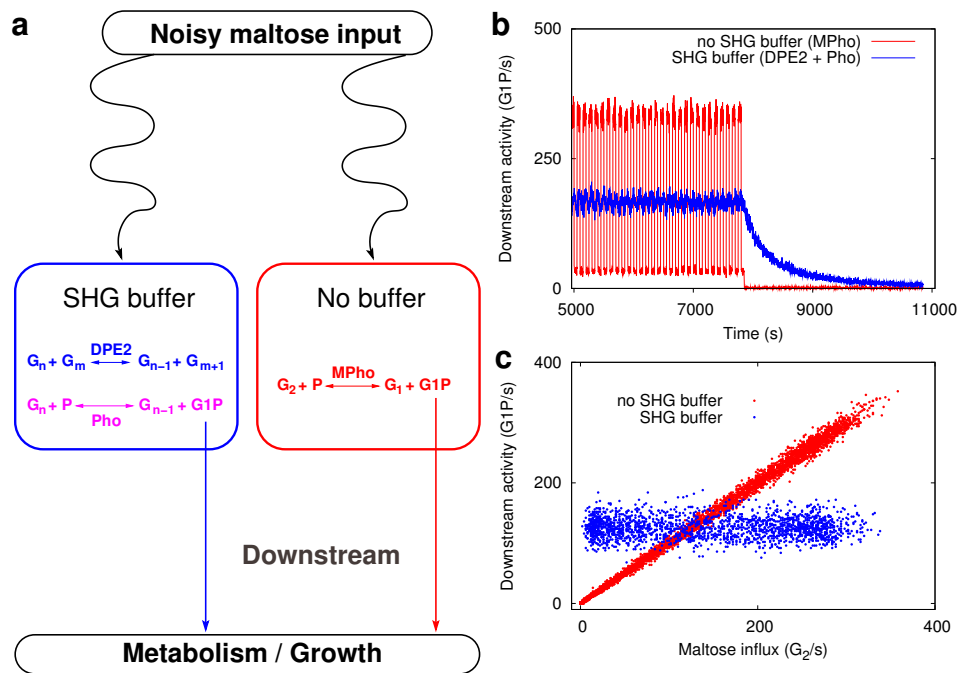 a
Noisy maltose input
SHG buffer
Gₙ + Gₘ DPE2 Gₙ₋₁ + Gₘ₊₁
Gₙ + P Pho Gₙ₋₁ + G1P
No buffer
G₂ + P MPho G₁ + G1P
Downstream
Metabolism / Growth
b
500
250
0
Downstream activity (G1P/s)
no SHG buffer (MPho)
SHG buffer (DPE2 + Pho)
5000 7000 9000 11000
Time (s)
c
400
200
0
Downstream activity (G1P/s)
no SHG buffer
SHG buffer
0 200 400
Maltose influx (G₂/s)